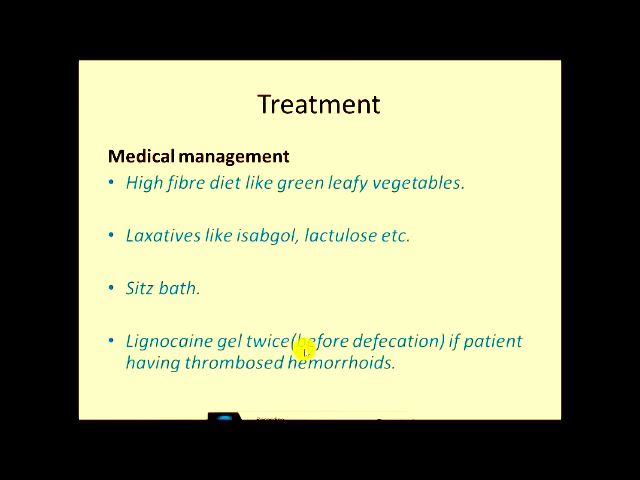 Treatment
Medical management
• High fibre diet like green leafy vegetables.
• Laxatives like isabgol, lactulose etc.
• Sitz bath.
• Lignocaine gel twice(before defecation) if patient
having thrombosed hemorrhoids.